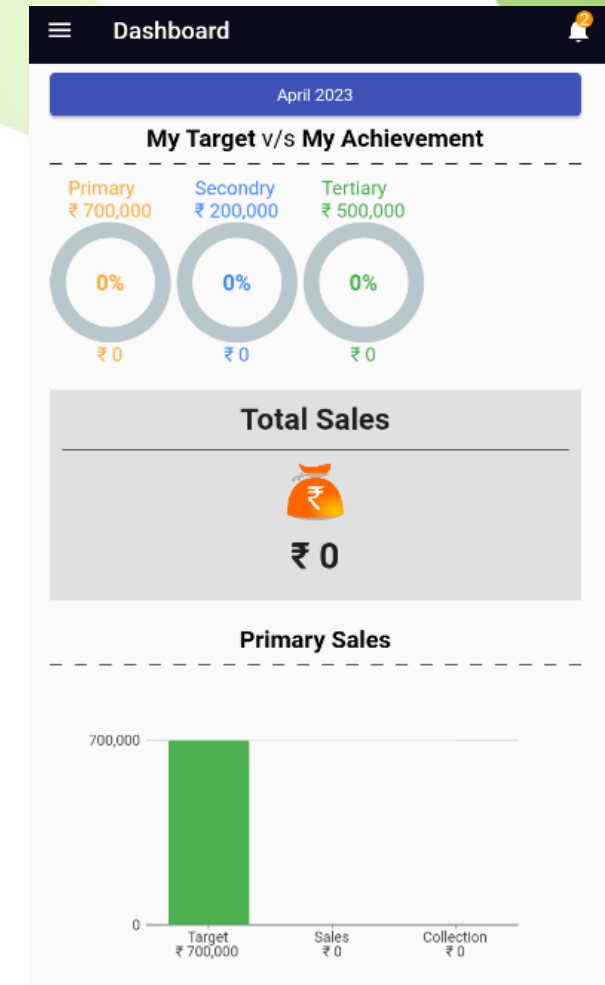 Dashboard
2
April 2023
My Target v/s My Achievement
Primary Secondry Tertiary
₹ 700,000 ₹ 200,000 ₹ 500,000
0% 0% 0%
₹ 0 ₹ 0 ₹ 0
Total Sales
₹
₹ 0
Primary Sales
700,000
0
Target Sales Collection
₹ 700,000 ₹ 0 ₹ 0